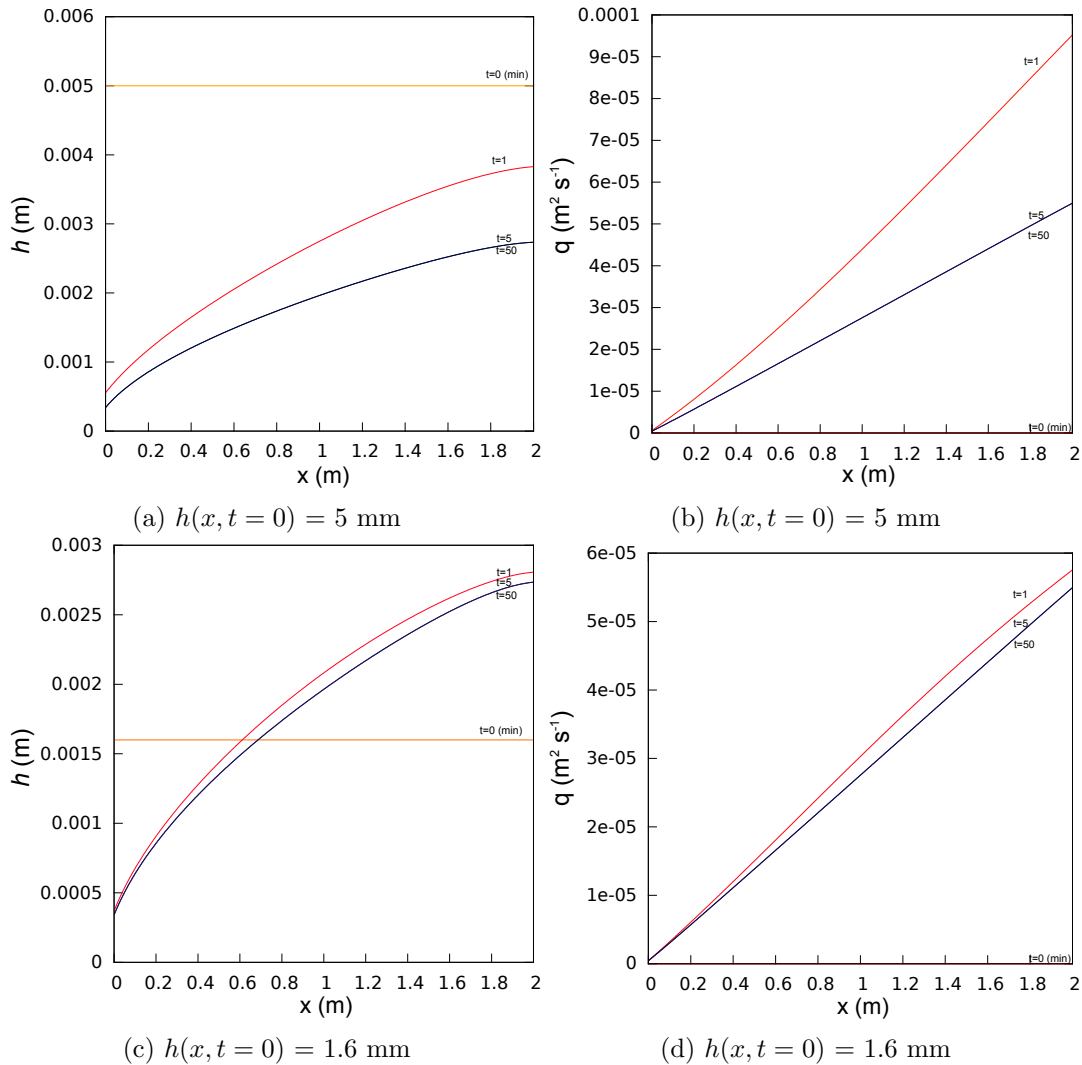 0.006
0.005
0.004
0.003
0.002
0.001
0
h (m)
t=0 (min)
t=1
t=5
t=50
0 0.2 0.4 0.6 0.8 1 1.2 1.4 1.6 1.8 2
x (m)
(a) h(x, t = 0) = 5 mm
0.0001
9e-05
8e-05
7e-05
6e-05
5e-05
4e-05
3e-05
2e-05
1e-05
0
q (m² s⁻¹)
t=1
t=5
t=50
t=0 (min)
0 0.2 0.4 0.6 0.8 1 1.2 1.4 1.6 1.8 2
x (m)
(b) h(x, t = 0) = 5 mm
0.003
0.0025
0.002
0.0015
0.001
0.0005
0
h (m)
t=1
t=5
t=50
t=0 (min)
0 0.2 0.4 0.6 0.8 1 1.2 1.4 1.6 1.8 2
x (m)
(c) h(x, t = 0) = 1.6 mm
6e-05
5e-05
4e-05
3e-05
2e-05
1e-05
0
q (m² s⁻¹)
t=1
t=5
t=50
t=0 (min)
0 0.2 0.4 0.6 0.8 1 1.2 1.4 1.6 1.8 2
x (m)
(d) h(x, t = 0) = 1.6 mm